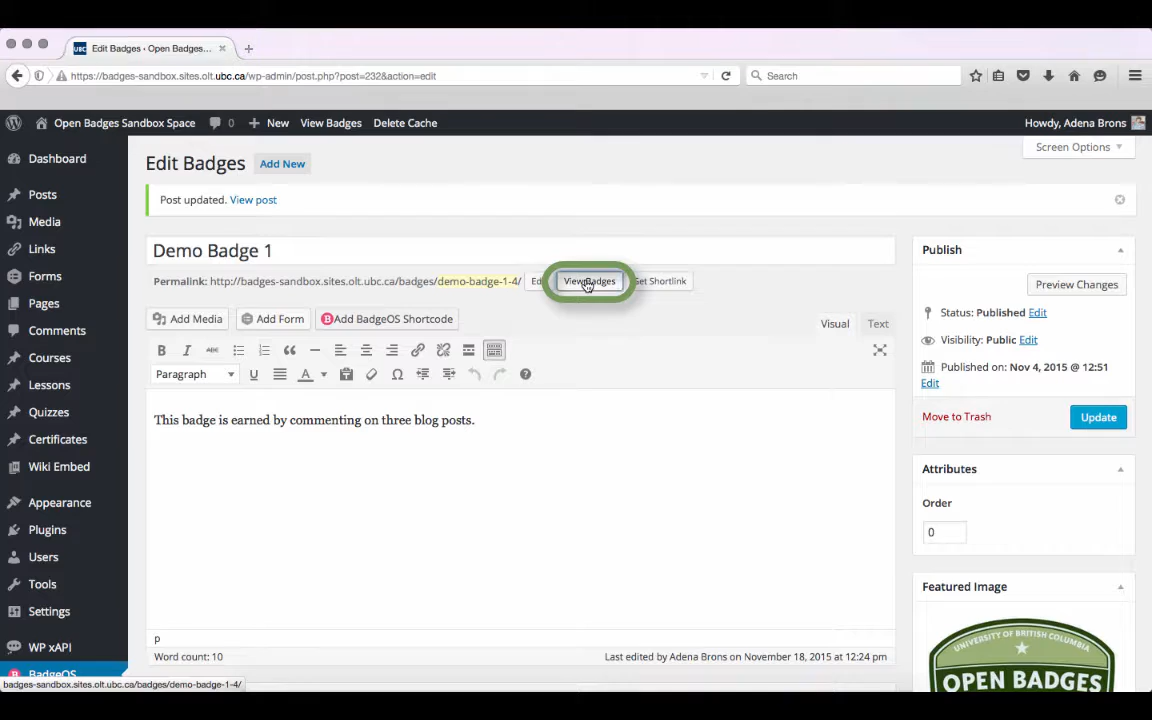 Edit Badges • Open Badges...
https://badges-sandbox.sites.olt.ubc.ca/wp-admin/post.php?post=232&action=edit
Search
Open Badges Sandbox Space
0
New
View Badges
Delete Cache
Howdy, Adena Brons
Screen Options
Dashboard
Posts
Media
Links
Forms
Pages
Comments
Courses
Lessons
Quizzes
Certificates
Wiki Embed
Appearance
Plugins
Users
Tools
Settings
WP xAPI
BadgeOS
Edit Badges
Add New
Post updated. View post
Demo Badge 1
Permalink: http://badges-sandbox.sites.olt.ubc.ca/badges/demo-badge-1-4/
View Badges
Get Shortlink
Add Media
Add Form
Add BadgeOS Shortcode
Visual
Text
B I ABC
Paragraph
U A
This badge is earned by commenting on three blog posts.
p
Word count: 10
Last edited by Adena Brons on November 18, 2015 at 12:24 pm
Publish
Preview Changes
Status: Published Edit
Visibility: Public Edit
Published on: Nov 4, 2015 @ 12:51
Edit
Move to Trash
Update
Attributes
Order
0
Featured Image
UNIVERSITY OF BRITISH COLUMBIA
OPEN BADGES
badges-sandbox.sites.olt.ubc.ca/badges/demo-badge-1-4/